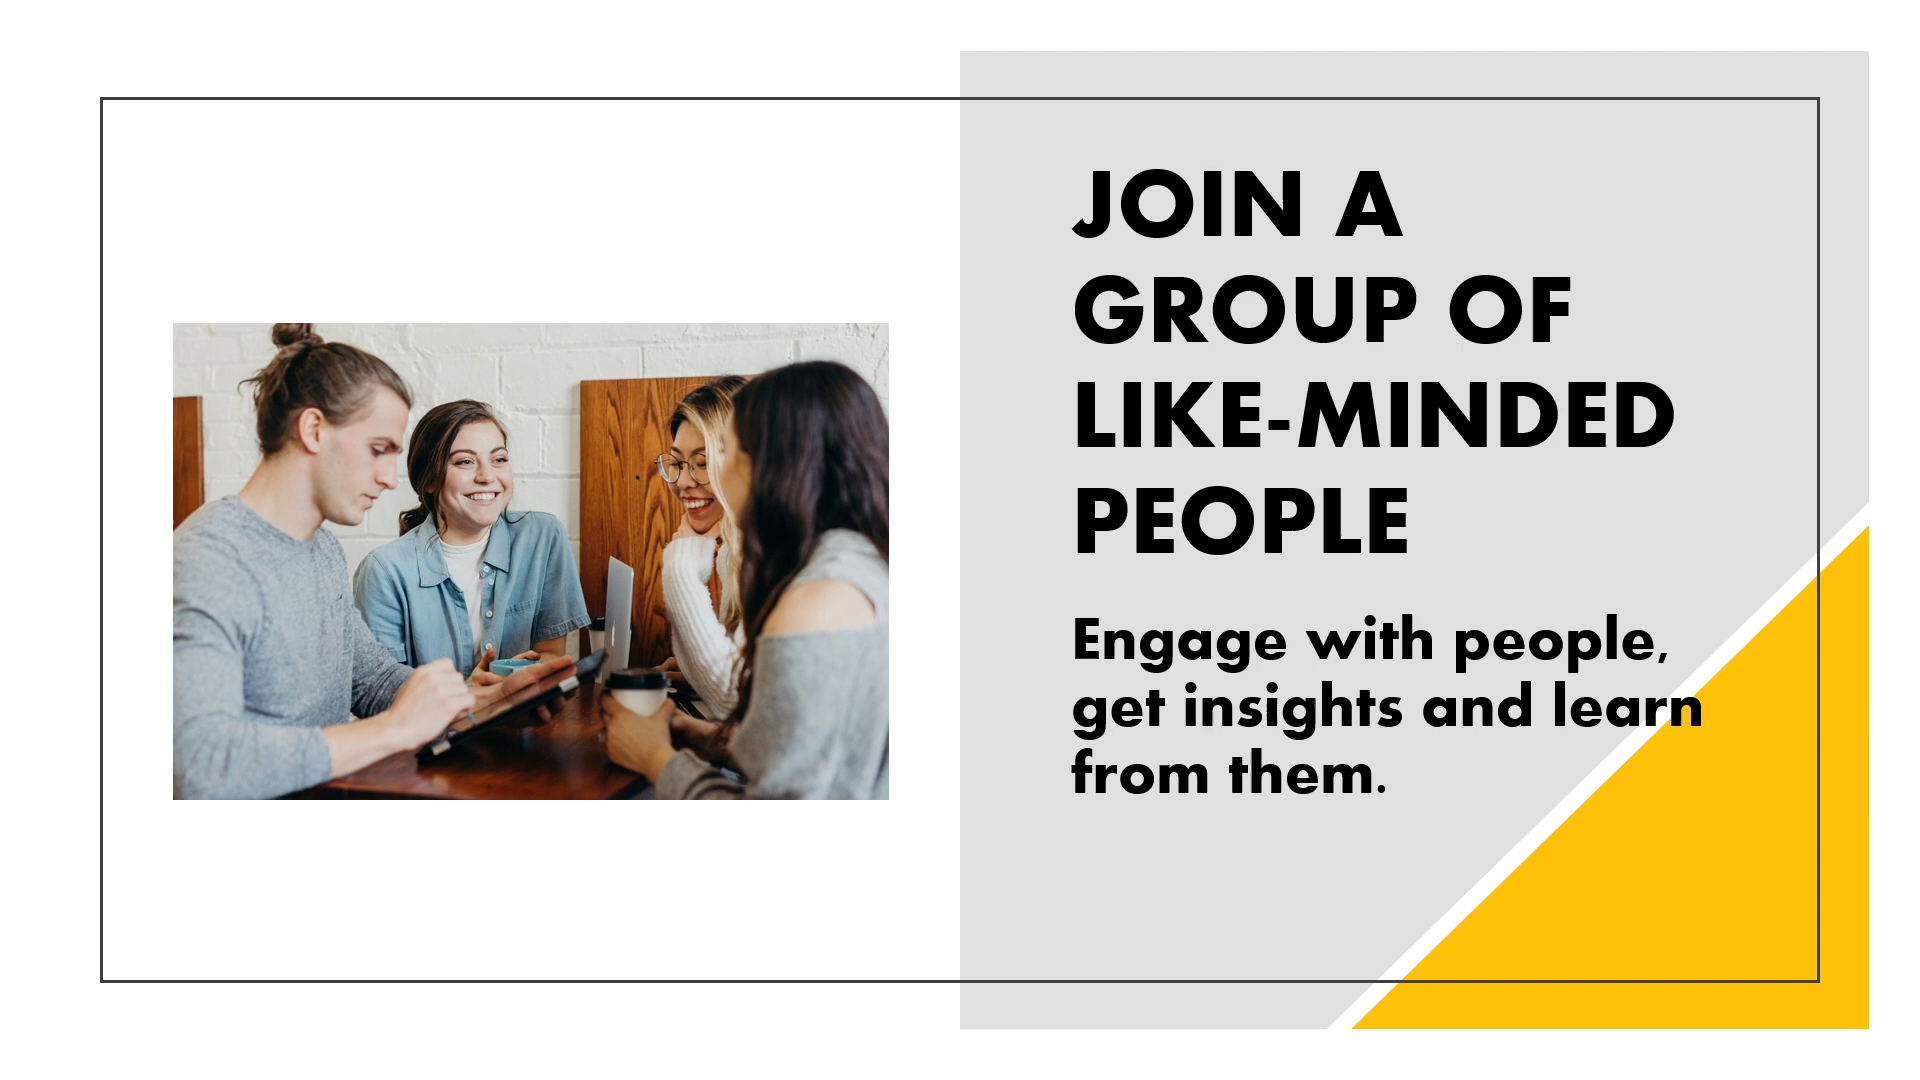 JOIN A
GROUP OF
LIKE-MINDED
PEOPLE
Engage with people,
get insights and learn
from them.